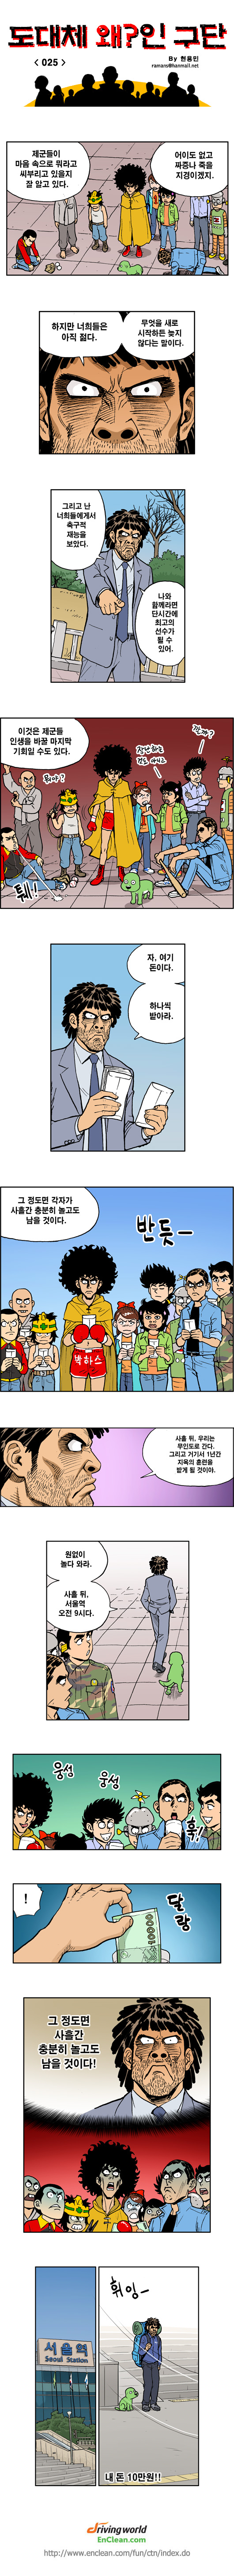 도대체 왜?인 구단
< 025 >
By 현용민
ramans@hanmail.net
제군들이
마음 속으로 뭐라고
씨부리고 있을지
잘 알고 있다.
어이도 없고
짜증나 죽을
지경이겠지.
하지만 너희들은
아직 젊다.
무엇을 새로
시작하든 늦지
않다는 말이다.
그리고 난
너희들에게서
축구적
재능을
보았다.
나와
함께라면
단시간에
최고의
선수가
될 수
있어.
이것은 제군들
인생을 바꿀 마지막
기회일 수도 있다.
뭐야?
장난하는
것도 아니고
갈까?
퉤!
자, 여기
돈이다.
하나씩
받아라.
그 정도면 각자가
사흘간 충분히 놀고도
남을 것이다.
반듯―
박하스
사흘 뒤, 우리는
무인도로 간다.
그리고 거기서 1년간
지옥의 훈련을
받게 될 것이야.
원없이
놀다 와라.
사흘 뒤,
서울역
오전 9시다.
웅성
웅성
훅!
!
달랑
그 정도면
사흘간
충분히 놀고도
남을 것이다!
서울역
Seoul Station
휘잉~
내 돈 10만원!!
drivingworld
EnClean.com
http://www.enclean.com/fun/ctn/index.do